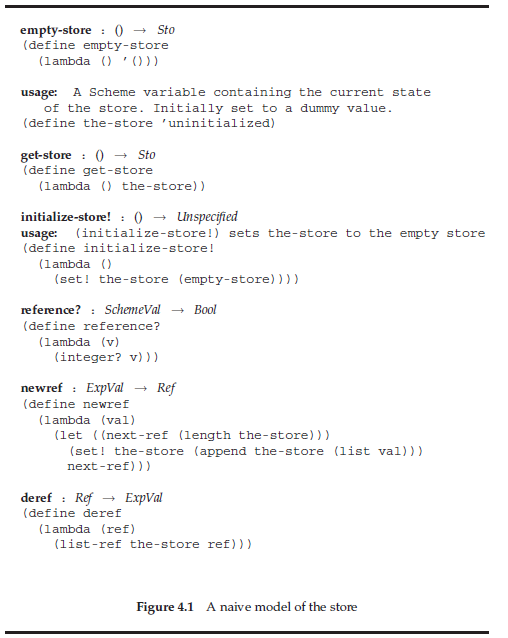 empty-store : () → Sto
(define empty-store
(lambda () ’()))
usage: A Scheme variable containing the current state
of the store. Initially set to a dummy value.
(define the-store ’uninitialized)
get-store : () → Sto
(define get-store
(lambda () the-store))
initialize-store! : () → Unspecified
usage: (initialize-store!) sets the-store to the empty store
(define initialize-store!
(lambda ()
(set! the-store (empty-store))))
reference? : SchemeVal → Bool
(define reference?
(lambda (v)
(integer? v)))
newref : ExpVal → Ref
(define newref
(lambda (val)
(let ((next-ref (length the-store)))
(set! the-store (append the-store (list val)))
next-ref)))
deref : Ref → ExpVal
(define deref
(lambda (ref)
(list-ref the-store ref)))
Figure 4.1 A naive model of the store